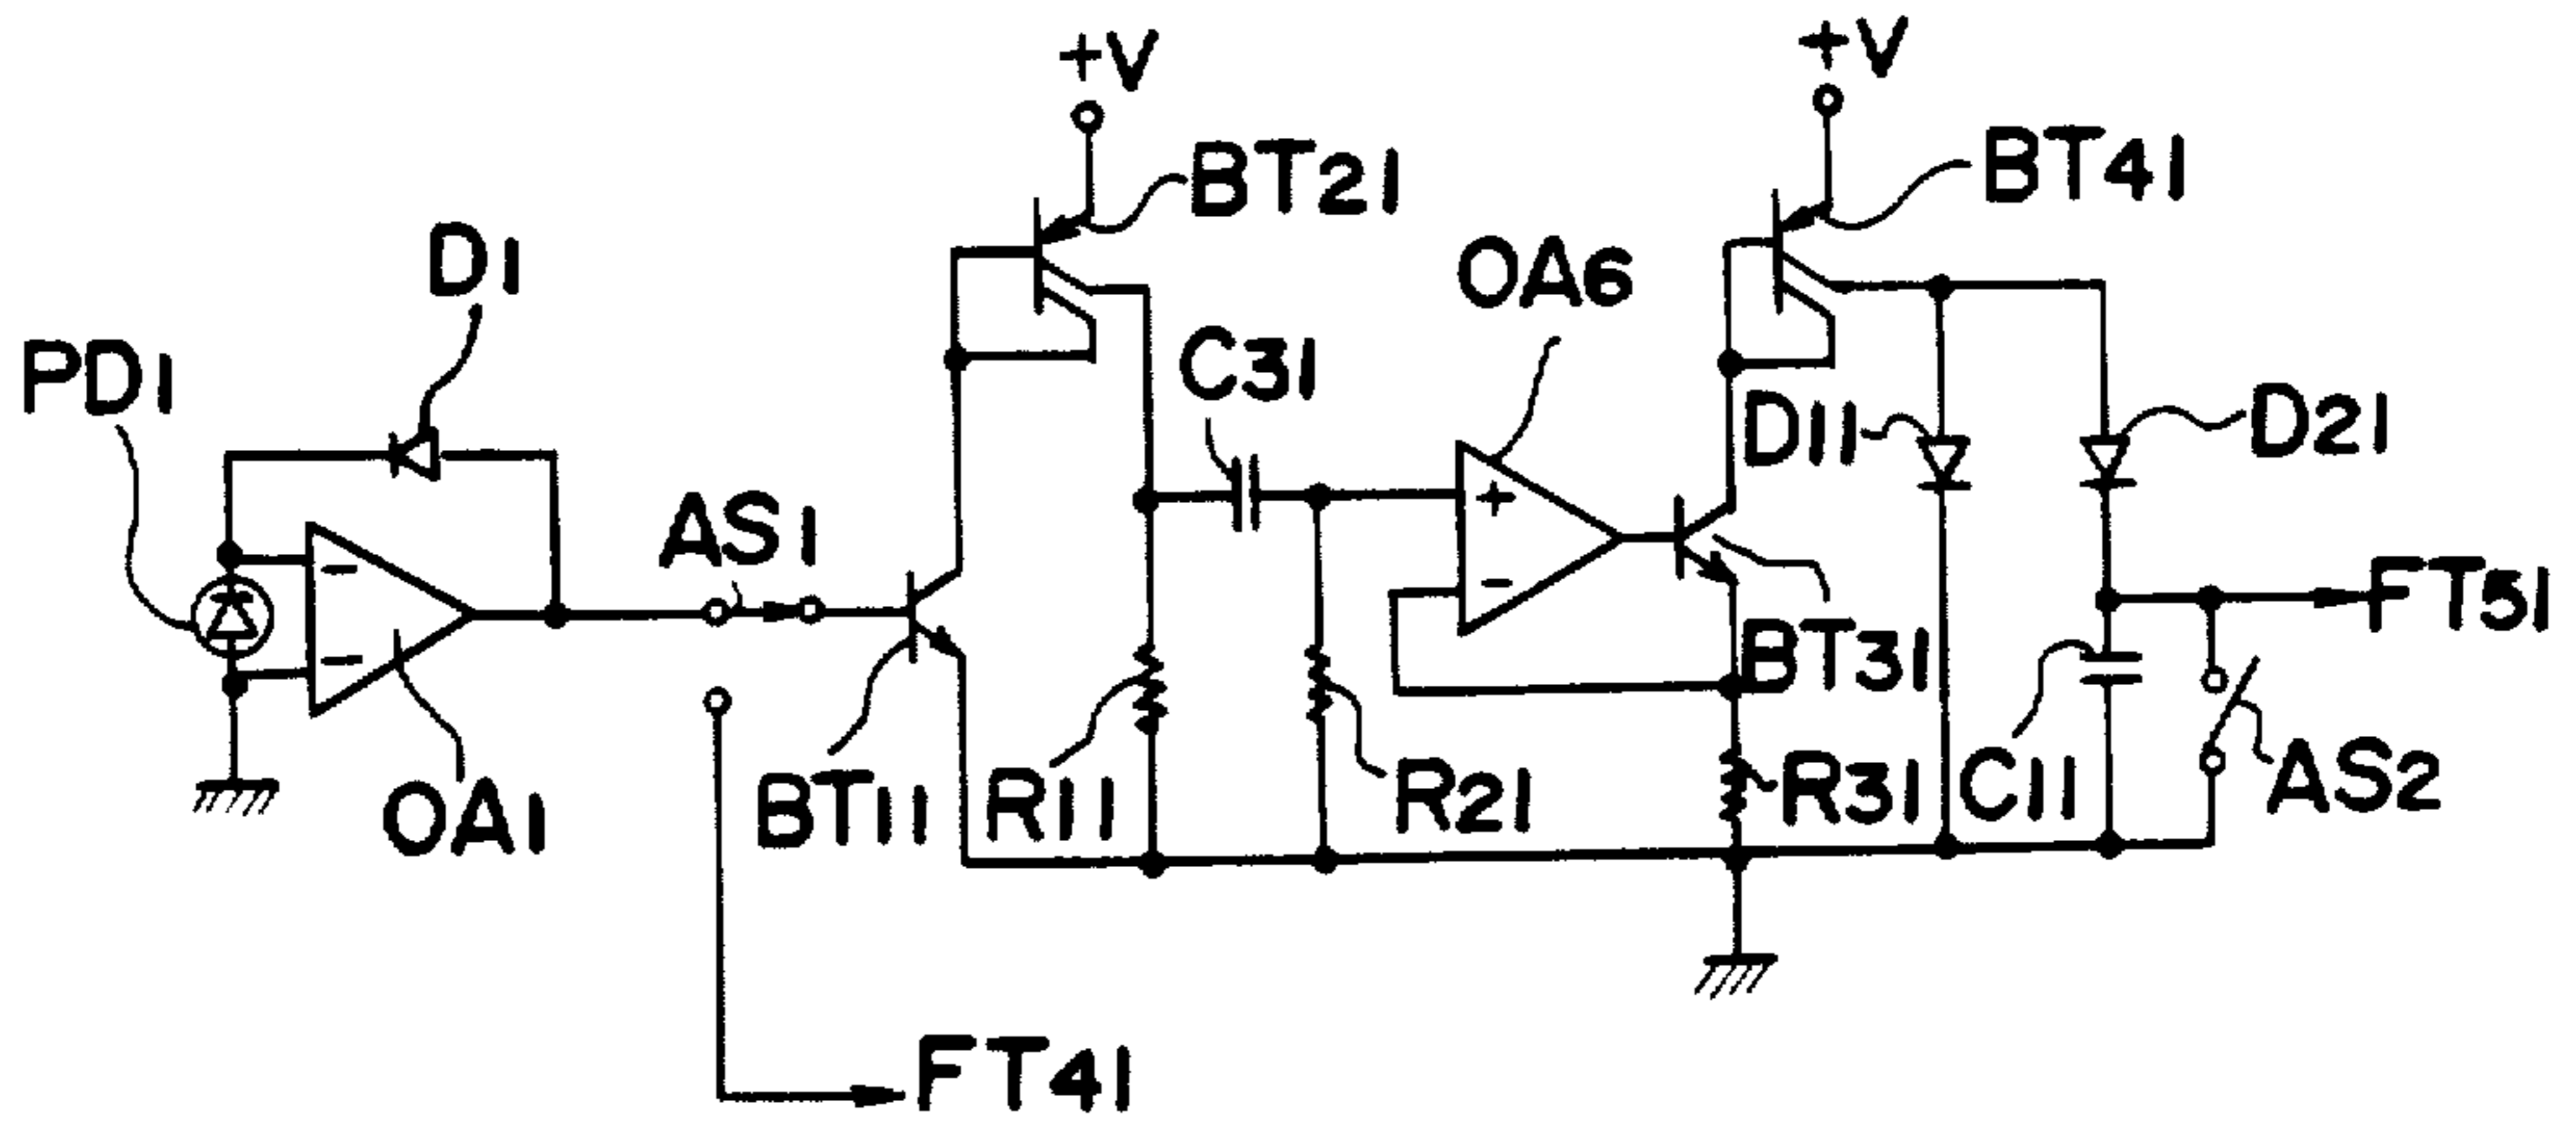 +V
+V
BT21
BT41
D1
OA6
C31
PD1
D11
D21
AS1
FT51
BT31
BT11
R11
R21
R31
C11
AS2
OA1
FT41
+
-
-
-